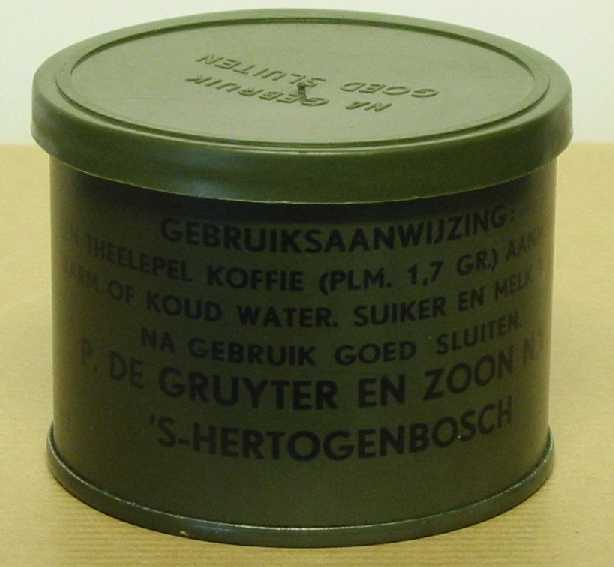 NA GEBRUIK
GOED SLUITEN
GEBRUIKSAANWIJZING:
THEELEPEL KOFFIE (PLM. 1,7 GR.)
OF KOUD WATER. SUIKER EN MELK
NA GEBRUIK GOED SLUITEN.
P. DE GRUYTER EN ZOON
'S-HERTOGENBOSCH